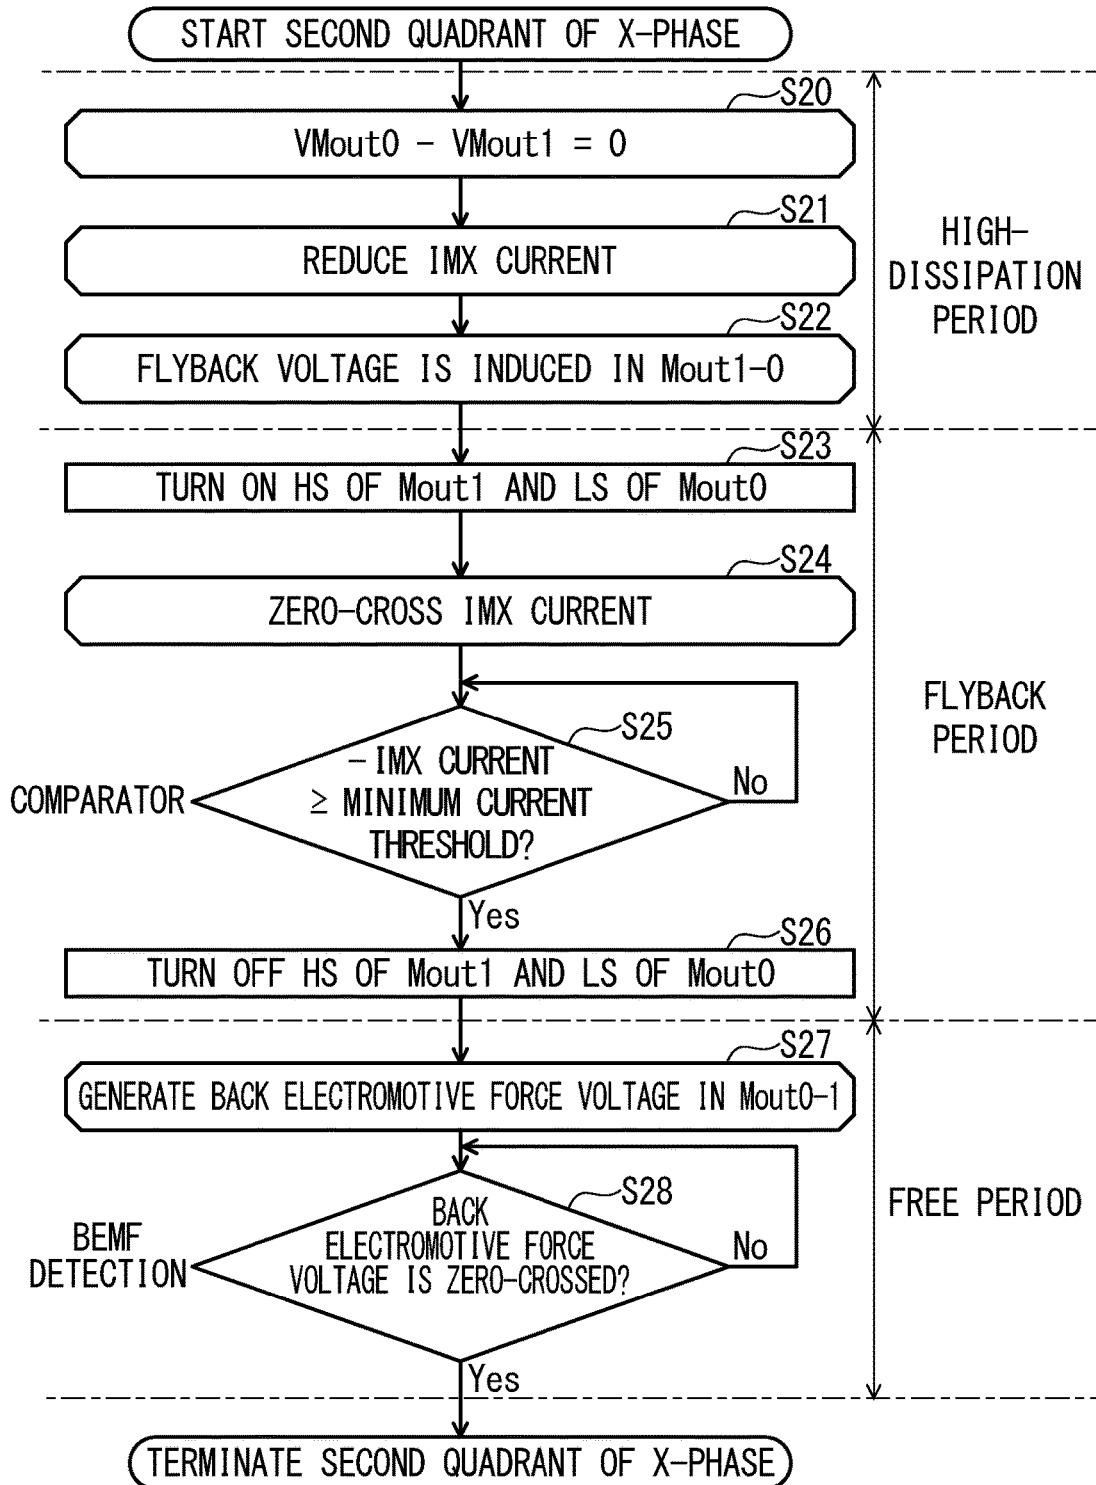 START SECOND QUADRANT OF X-PHASE
S20
VMout0 - VMout1 = 0
S21
REDUCE IMX CURRENT
HIGH-
DISSIPATION
PERIOD
S22
FLYBACK VOLTAGE IS INDUCED IN Mout1-0
S23
TURN ON HS OF Mout1 AND LS OF Mout0
S24
ZERO-CROSS IMX CURRENT
FLYBACK
PERIOD
S25
- IMX CURRENT
≥ MINIMUM CURRENT
THRESHOLD?
COMPARATOR
No
Yes
S26
TURN OFF HS OF Mout1 AND LS OF Mout0
S27
GENERATE BACK ELECTROMOTIVE FORCE VOLTAGE IN Mout0-1
S28
BACK
ELECTROMOTIVE FORCE
VOLTAGE IS ZERO-CROSSED?
BEMF
DETECTION
No
FREE PERIOD
Yes
TERMINATE SECOND QUADRANT OF X-PHASE